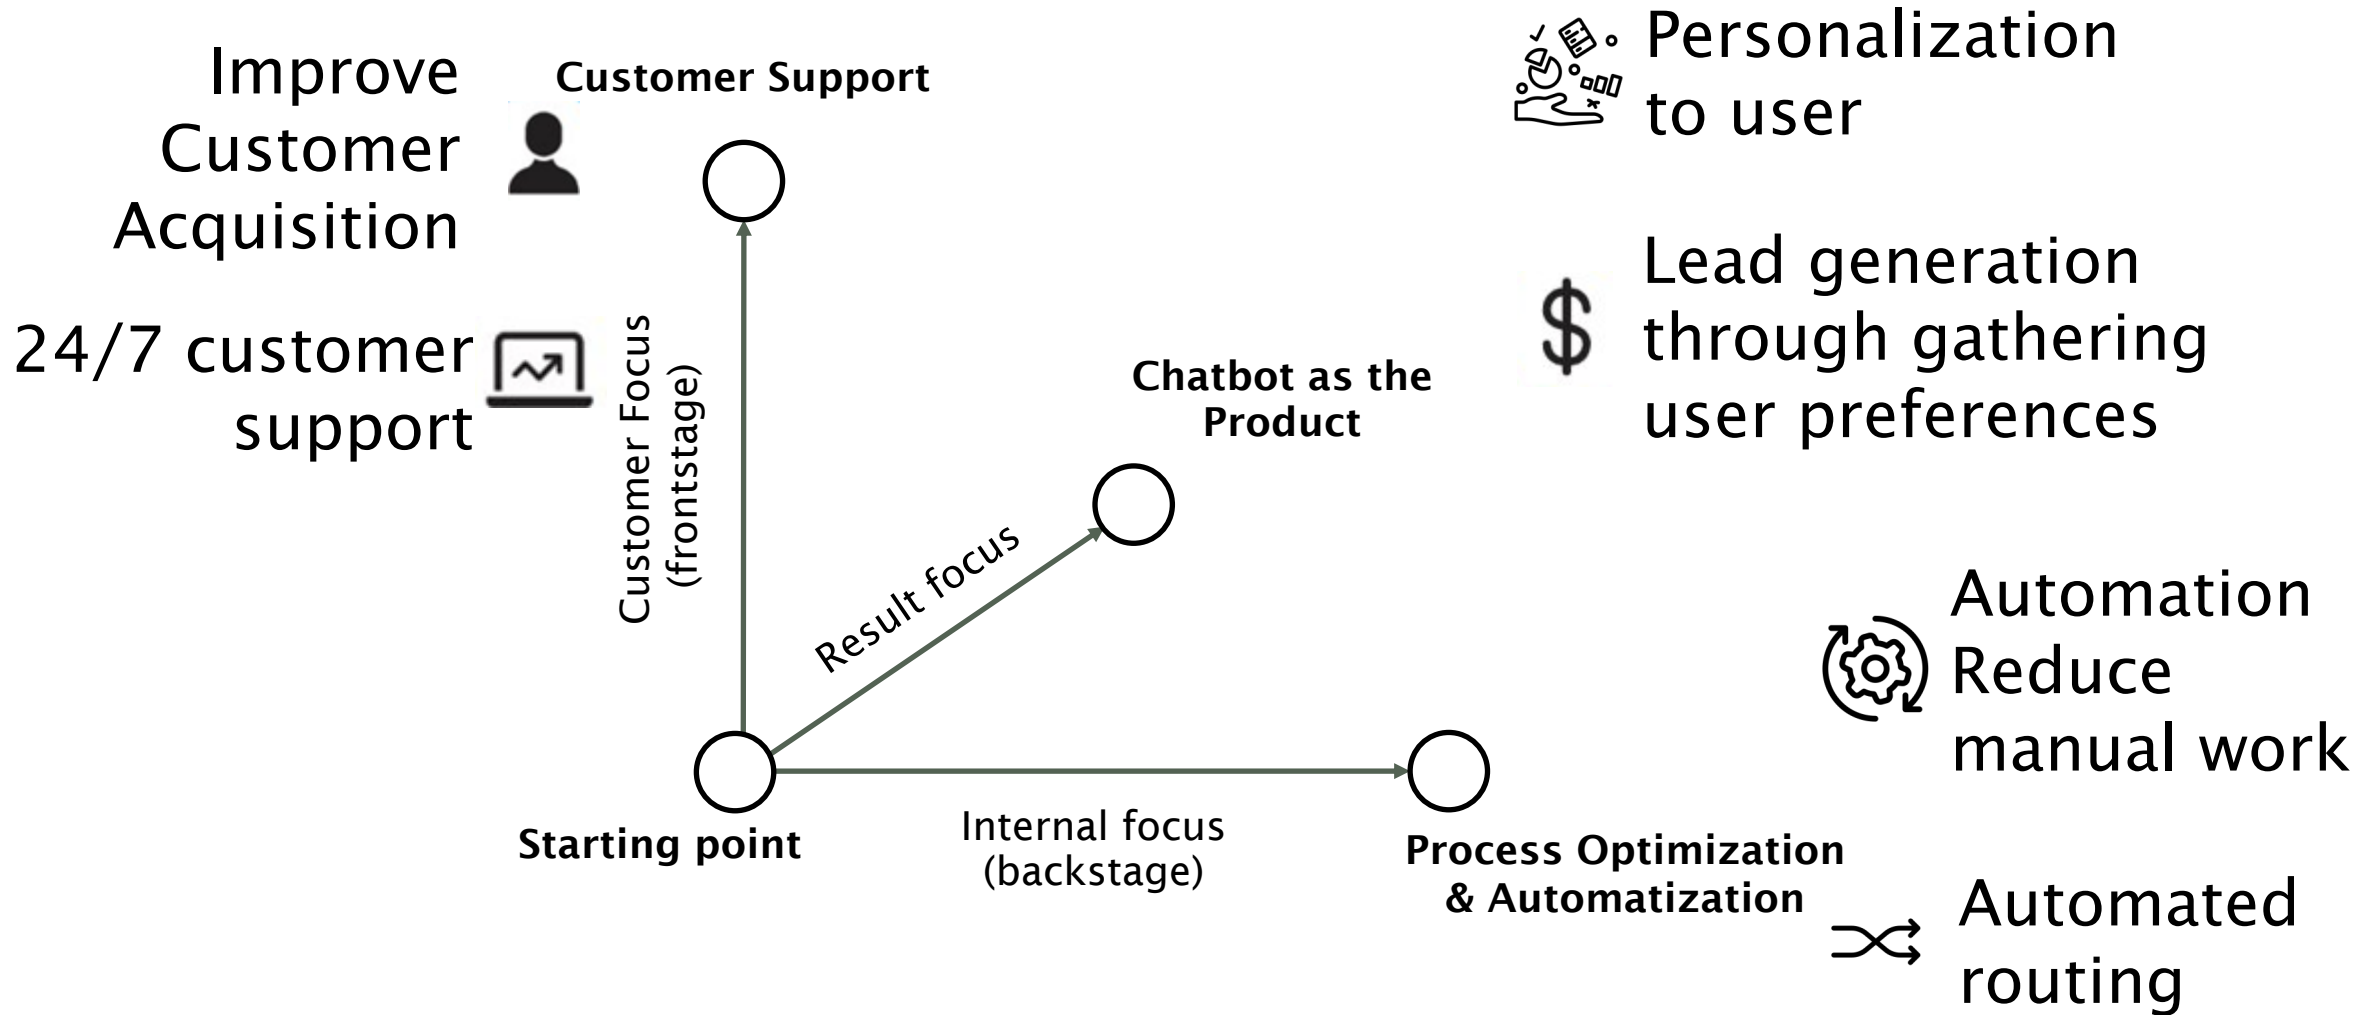 Improve
Customer
Acquisition
24/7 customer
support
Customer Support
Customer Focus
(frontstage)
Result focus
Chatbot as the
Product
Starting point
Internal focus
(backstage)
Process Optimization
& Automatization
Personalization
to user
Lead generation
through gathering
user preferences
Automation
Reduce
manual work
Automated
routing